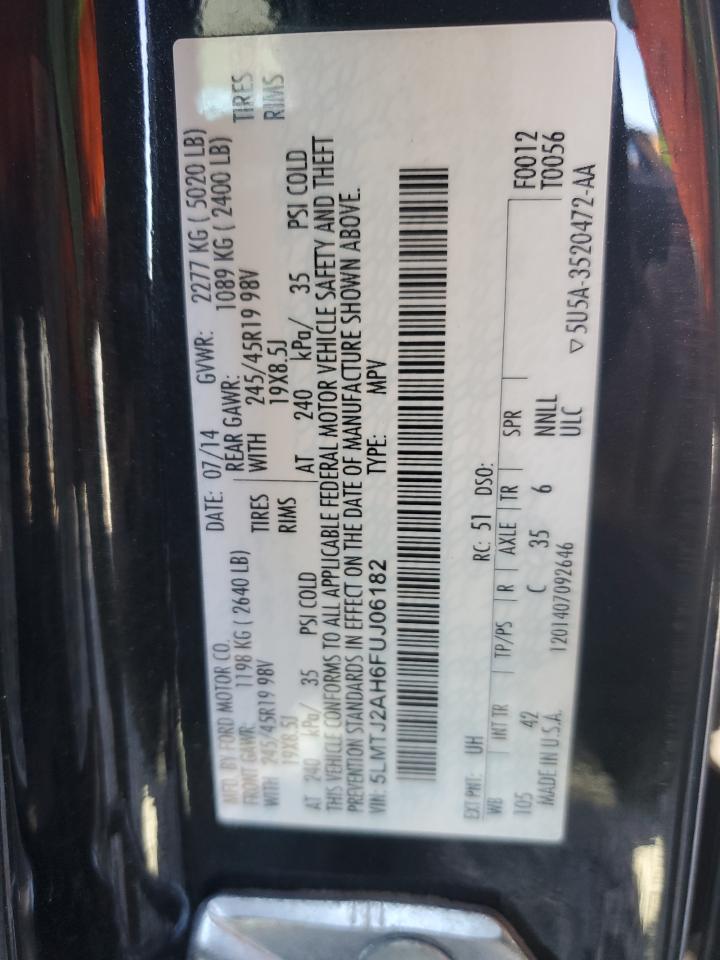 MFD. BY FORD MOTOR CO. DATE: 07/14 GVWR: 2277 KG ( 5020 LB)
FRONT GAWR: 1198 KG ( 2640 LB) REAR GAWR: 1089 KG ( 2400 LB)
WITH 245/45R19 98V TIRES WITH 245/45R19 98V TIRES
19X8.5J RIMS 19X8.5J RIMS
AT 240 kPa/ 35 PSI COLD AT 240 kPa/ 35 PSI COLD
THIS VEHICLE CONFORMS TO ALL APPLICABLE FEDERAL MOTOR VEHICLE SAFETY AND THEFT
PREVENTION STANDARDS IN EFFECT ON THE DATE OF MANUFACTURE SHOWN ABOVE.
VIN: 5LMTJ2AH6FUJ06182 TYPE: MPV
EXT PNT: UH RC: 51 DSO: F0012
WB INT TR TP/PS R AXLE TR SPR T0056
105 42 C 35 6 NNLL
ULC
MADE IN U.S.A. 1201407092646 ▽ 5U5A-3520472-AA